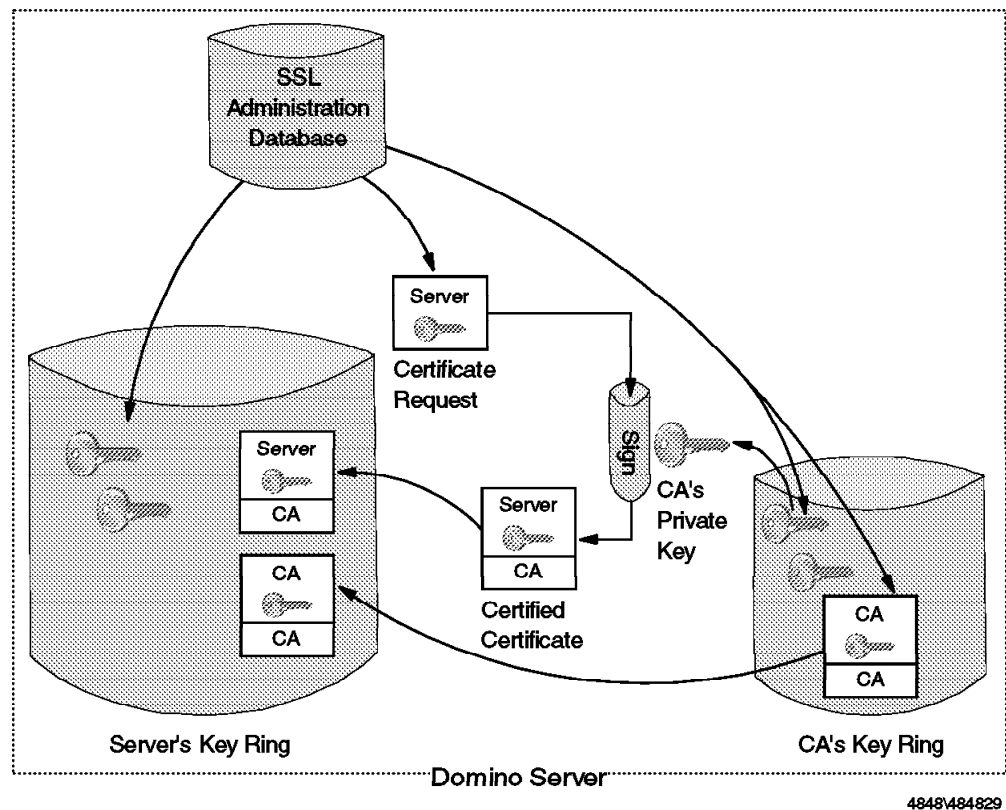 SSL
Administration
Database
Server
Certificate
Request
Sign
CA's
Private
Key
Server
CA
CA
CA
Server
CA
Certified
Certificate
CA
CA
Server's Key Ring
CA's Key Ring
Domino Server
4848\484829